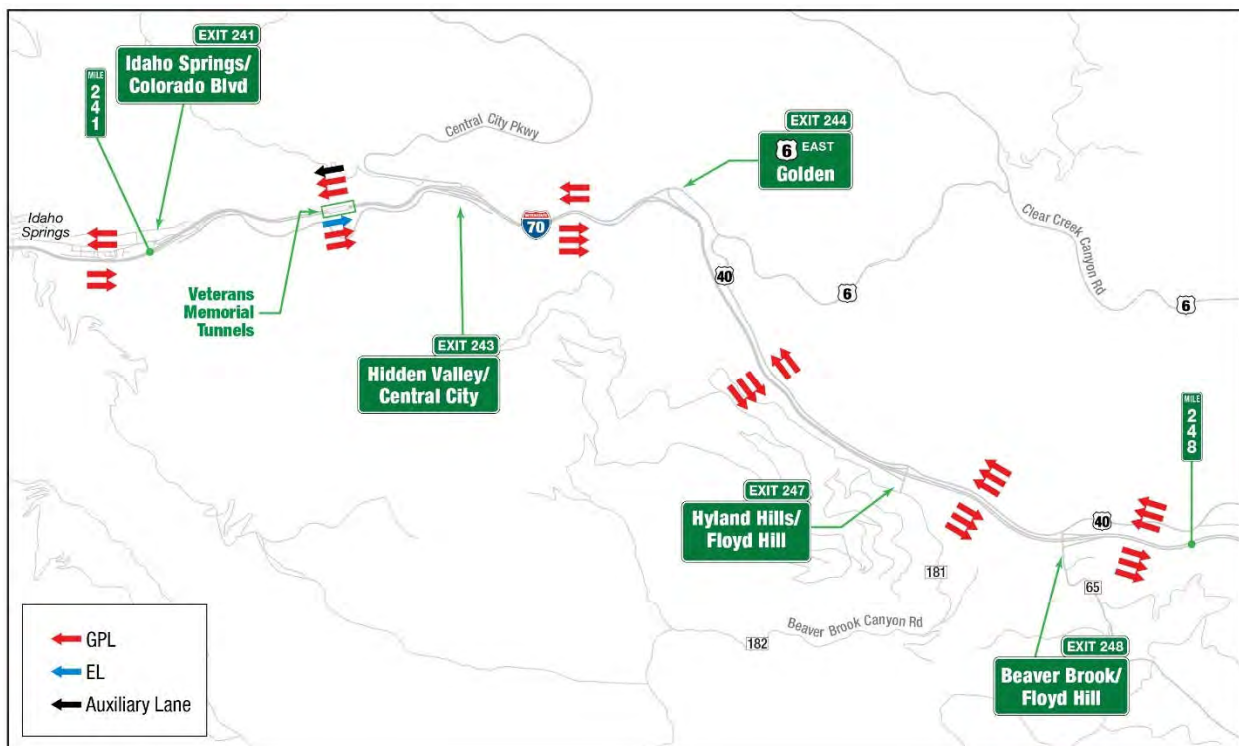 EXIT 241
Idaho Springs/
Colorado Blvd
MILE
2
4
1
Central City Pkwy
EXIT 244
6 EAST
Golden
Idaho
Springs
INTERSTATE
70
Clear Creek
Canyon Rd
40
6
6
Veterans
Memorial
Tunnels
EXIT 243
Hidden Valley/
Central City
MILE
2
4
8
EXIT 247
Hyland Hills/
Floyd Hill
40
181
65
Beaver Brook
Canyon Rd
182
EXIT 248
Beaver Brook/
Floyd Hill
GPL
EL
Auxiliary Lane